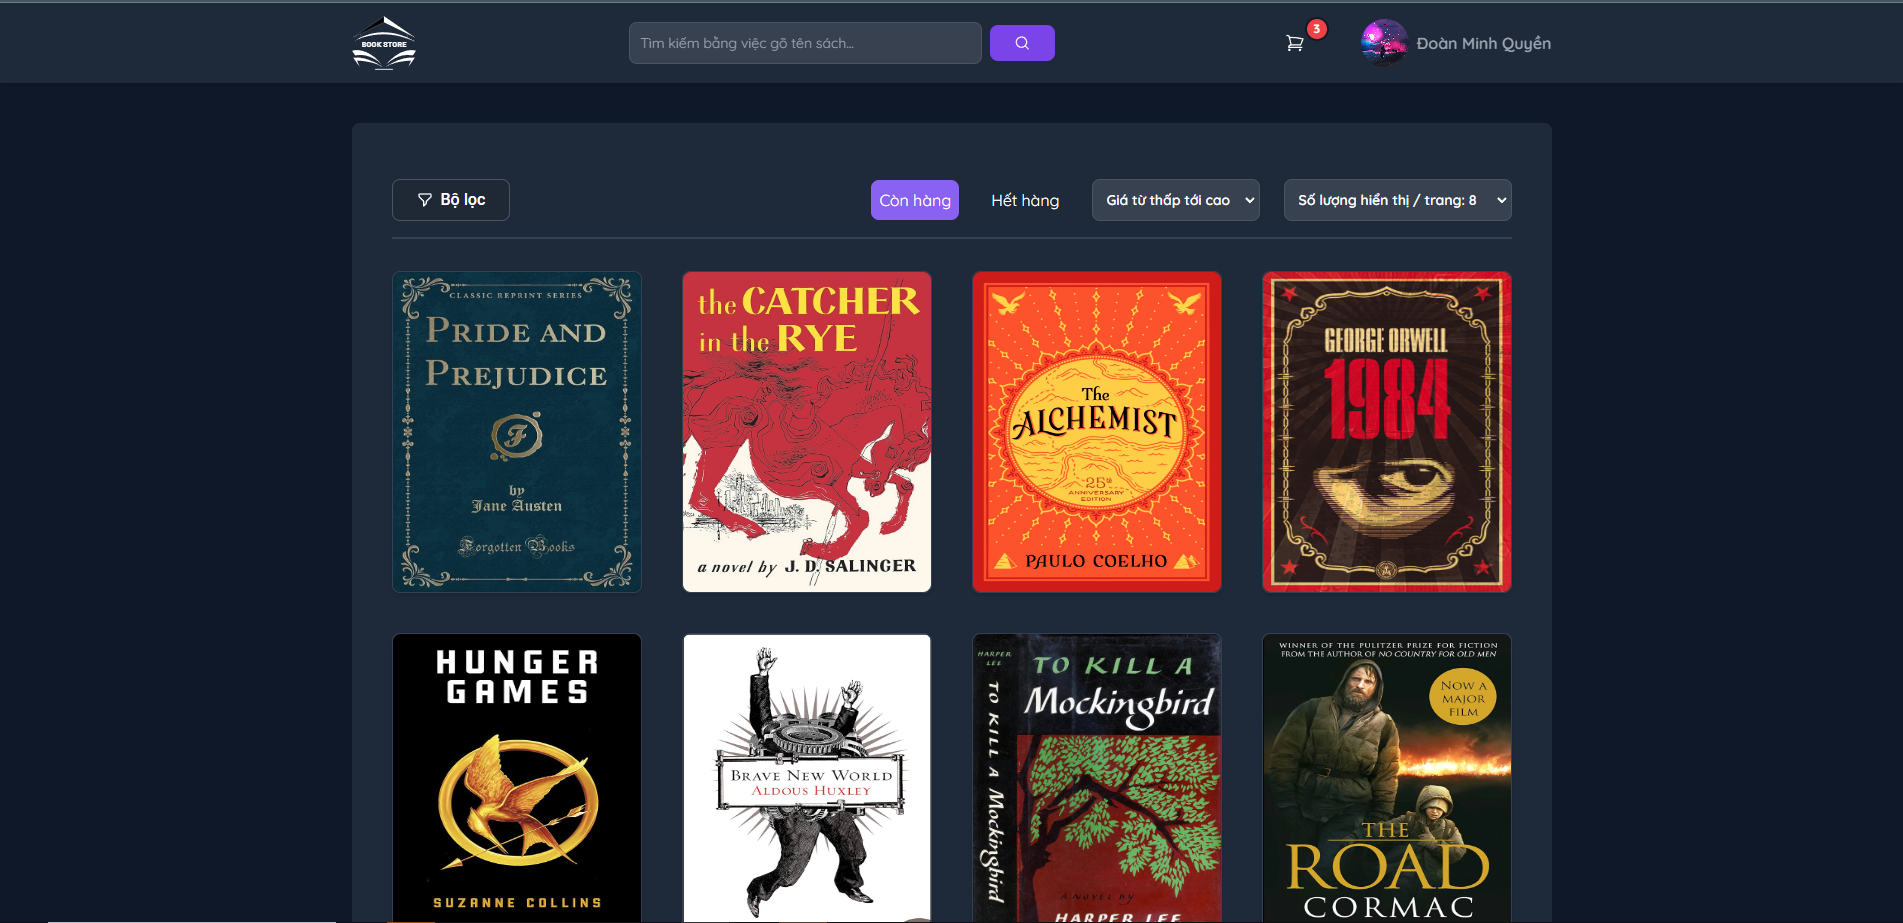 BOOK STORE
Tìm kiếm bằng việc gõ tên sách...
3
Đoàn Minh Quyền
Bộ lọc
Còn hàng
Hết hàng
Giá từ thấp tới cao
Số lượng hiển thị / trang: 8
CLASSIC REPRINT SERIES
PRIDE AND
PREJUDICE
F
by
Jane Austen
Forgotten Books
the CATCHER
in the RYE
a novel by J. D. SALINGER
The
ALCHEMIST
25th
ANNIVERSARY
EDITION
PAULO COELHO
GEORGE ORWELL
1984
HUNGER
GAMES
SUZANNE COLLINS
BRAVE NEW WORLD
ALDOUS HUXLEY
HARPER
LEE
TO KILL A Mockingbird
TO KILL A
Mockingbird
A NOVEL BY
HARPER LEE
WINNER OF THE PULITZER PRIZE FOR FICTION
FROM THE AUTHOR OF NO COUNTRY FOR OLD MEN
NOW A
MAJOR
FILM
THE
ROAD
CORMAC